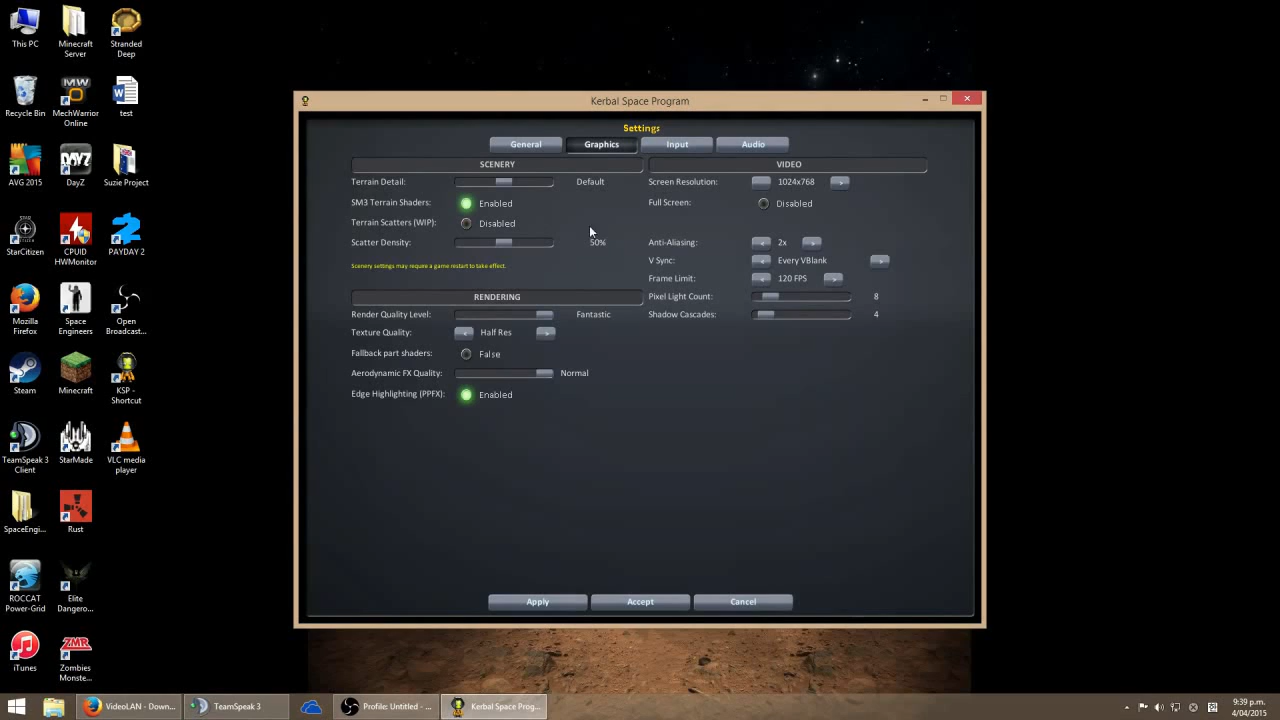 This PC
Minecraft
Server
Stranded
Deep
Recycle Bin
MWO
MechWarrior
Online
test
AVG 2015
DAYZ
DayZ
Suzie Project
STAR
CITIZEN
StarCitizen
CPUID
HWMonitor
PAYDAY 2
Mozilla
Firefox
Space
Engineers
Open
Broadcast...
Steam
Minecraft
KSP -
Shortcut
TeamSpeak 3
Client
StarMade
VLC media
player
SpaceEngi...
Rust
ROCCAT
Power-Grid
Elite
Dangero...
iTunes
ZMR
Zombies
Monste...
Kerbal Space Program
Settings
General
Graphics
Input
Audio
SCENERY
Terrain Detail:
Default
SM3 Terrain Shaders:
Enabled
Terrain Scatters (WIP):
Disabled
Scatter Density:
50%
Scenery settings may require a game restart to take effect.
RENDERING
Render Quality Level:
Fantastic
Texture Quality:
<
Half Res
>
Fallback part shaders:
False
Aerodynamic FX Quality:
Normal
Edge Highlighting (PPFX):
Enabled
VIDEO
Screen Resolution:
1024x768
>
Full Screen:
Disabled
Anti-Aliasing:
<
2x
>
V Sync:
<
Every VBlank
>
Frame Limit:
<
120 FPS
>
Pixel Light Count:
8
Shadow Cascades:
4
Apply
Accept
Cancel
VideoLAN - Down...
TeamSpeak 3
Profile: Untitled - ...
Kerbal Space Prog...
9:39 p.m.
4/04/2015